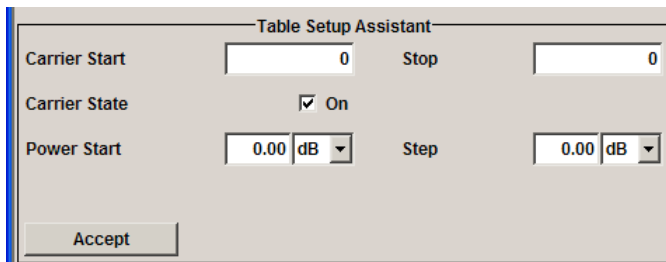 Table Setup Assistant
Carrier Start 0 Stop 0
Carrier State On
Power Start 0.00 dB Step 0.00 dB
Accept